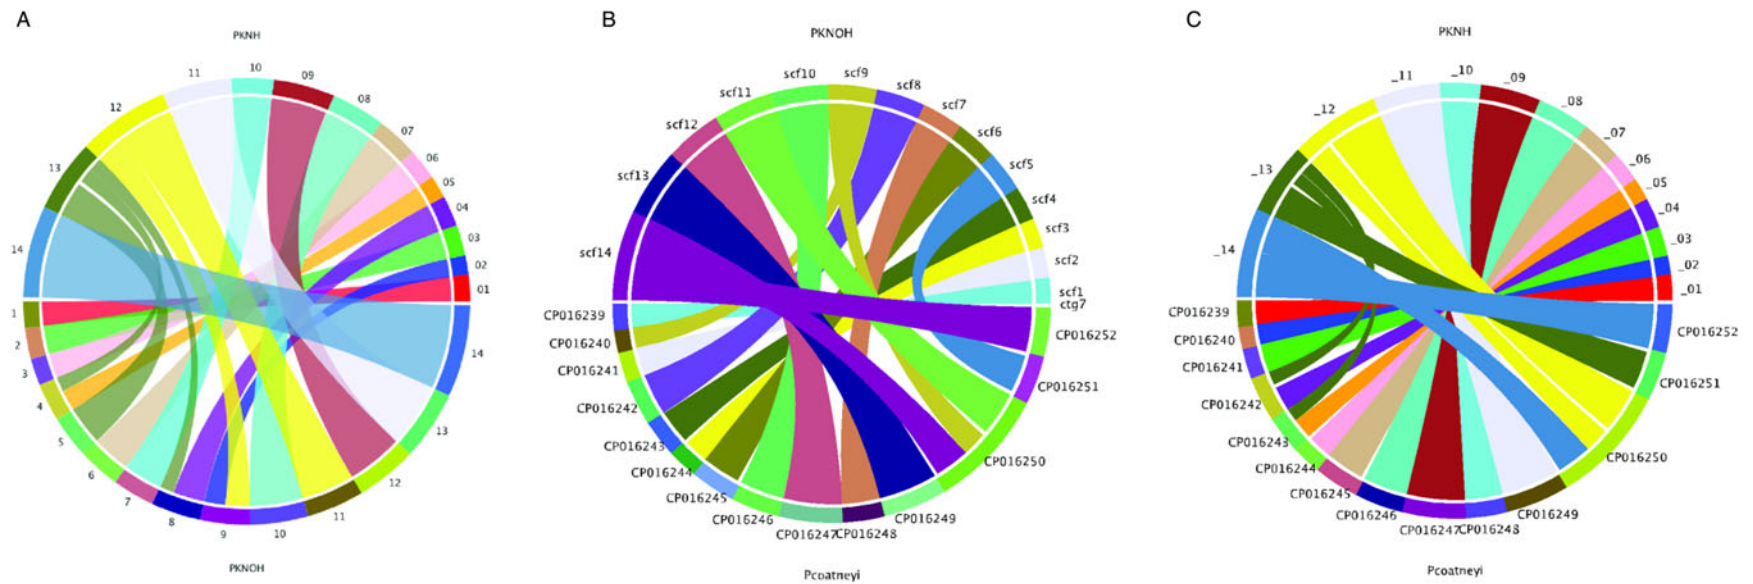 A
PKNH
14
13
12
11
10
09
08
07
06
05
04
03
02
01
1
2
3
4
5
6
7
8
9
10
11
12
13
14
PKNOH
B
PKNOH
scf14
scf13
scf12
scf11
scf10
scf9
scf8
scf7
scf6
scf5
scf4
scf3
scf2
scf1
ctg7
CP016239
CP016240
CP016241
CP016242
CP016243
CP016244
CP016245
CP016246
CP016247
CP016248
CP016249
CP016250
CP016251
CP016252
Pcoatneyi
C
PKNH
_14
_13
_12
_11
_10
_09
_08
_07
_06
_05
_04
_03
_02
_01
CP016239
CP016240
CP016241
CP016242
CP016243
CP016244
CP016245
CP016246
CP016247
CP016248
CP016249
CP016250
CP016251
CP016252
Pcoatneyi